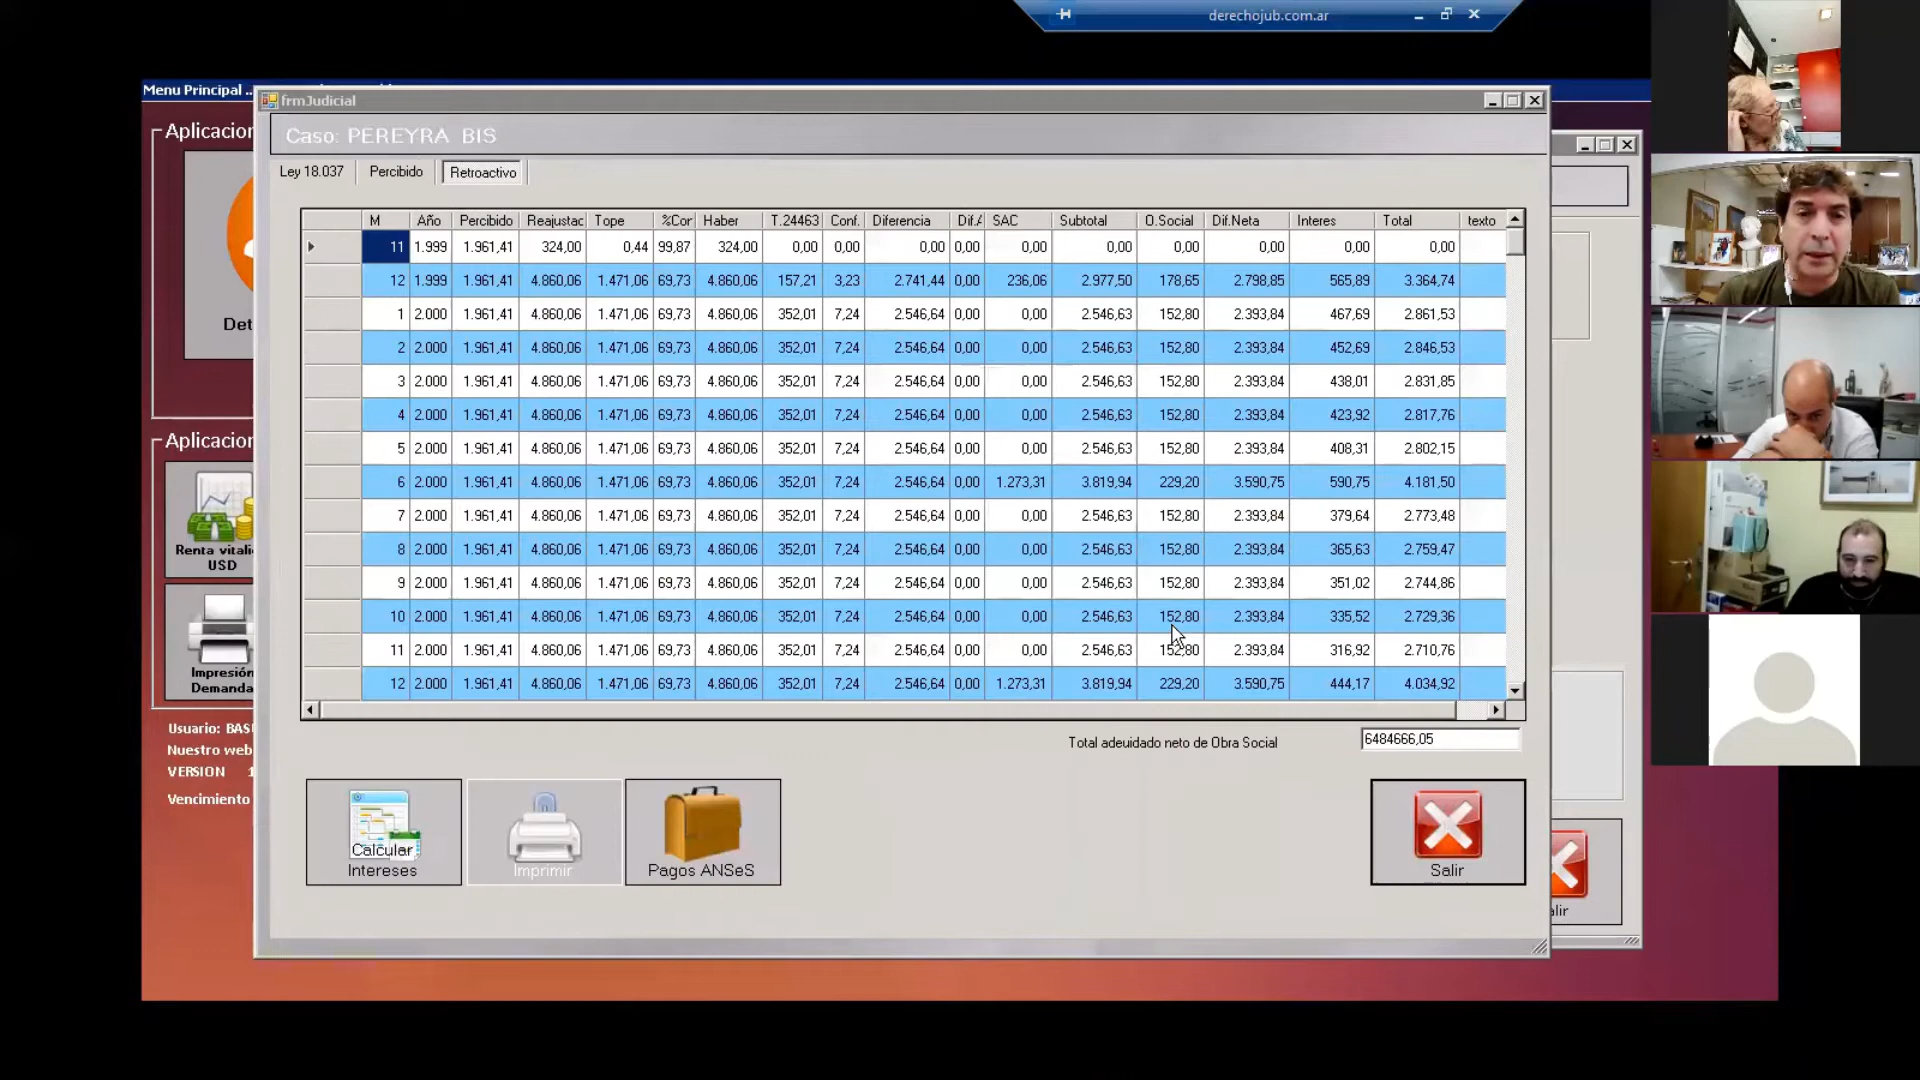 derechojub.com.ar
Menu Principal ..
frmJudicial
Caso: PEREYRA BIS
Ley 18.037 Percibido Retroactivo
M Año Percibido Reajustac Tope %Cor Haber T.24463 Conf. Diferencia Dif.A SAC Subtotal O.Social Dif.Neta Interes Total texto
11 1.999 1.961,41 324,00 0,44 99,87 324,00 0,00 0,00 0,00 0,00 0,00 0,00 0,00 0,00 0,00 0,00
12 1.999 1.961,41 4.860,06 1.471,06 69,73 4.860,06 157,21 3,23 2.741,44 0,00 236,06 2.977,50 178,65 2.798,85 565,89 3.364,74
1 2.000 1.961,41 4.860,06 1.471,06 69,73 4.860,06 352,01 7,24 2.546,64 0,00 0,00 2.546,63 152,80 2.393,84 467,69 2.861,53
2 2.000 1.961,41 4.860,06 1.471,06 69,73 4.860,06 352,01 7,24 2.546,64 0,00 0,00 2.546,63 152,80 2.393,84 452,69 2.846,53
3 2.000 1.961,41 4.860,06 1.471,06 69,73 4.860,06 352,01 7,24 2.546,64 0,00 0,00 2.546,63 152,80 2.393,84 438,01 2.831,85
4 2.000 1.961,41 4.860,06 1.471,06 69,73 4.860,06 352,01 7,24 2.546,64 0,00 0,00 2.546,63 152,80 2.393,84 423,92 2.817,76
5 2.000 1.961,41 4.860,06 1.471,06 69,73 4.860,06 352,01 7,24 2.546,64 0,00 0,00 2.546,63 152,80 2.393,84 408,31 2.802,15
6 2.000 1.961,41 4.860,06 1.471,06 69,73 4.860,06 352,01 7,24 2.546,64 0,00 1.273,31 3.819,94 229,20 3.590,75 590,75 4.181,50
7 2.000 1.961,41 4.860,06 1.471,06 69,73 4.860,06 352,01 7,24 2.546,64 0,00 0,00 2.546,63 152,80 2.393,84 379,64 2.773,48
8 2.000 1.961,41 4.860,06 1.471,06 69,73 4.860,06 352,01 7,24 2.546,64 0,00 0,00 2.546,63 152,80 2.393,84 365,63 2.759,47
9 2.000 1.961,41 4.860,06 1.471,06 69,73 4.860,06 352,01 7,24 2.546,64 0,00 0,00 2.546,63 152,80 2.393,84 351,02 2.744,86
10 2.000 1.961,41 4.860,06 1.471,06 69,73 4.860,06 352,01 7,24 2.546,64 0,00 0,00 2.546,63 152,80 2.393,84 335,52 2.729,36
11 2.000 1.961,41 4.860,06 1.471,06 69,73 4.860,06 352,01 7,24 2.546,64 0,00 0,00 2.546,63 152,80 2.393,84 316,92 2.710,76
12 2.000 1.961,41 4.860,06 1.471,06 69,73 4.860,06 352,01 7,24 2.546,64 0,00 1.273,31 3.819,94 229,20 3.590,75 444,17 4.034,92
Total adeuidado neto de Obra Social 6484666,05
Calcular
Intereses
Imprimir
Pagos ANSeS
Salir
alir
Aplicacion
Det
Aplicacion
Renta vitali
USD
Impresión
Demanda
Usuario: BAS
Nuestro web
VERSION 1
Vencimiento